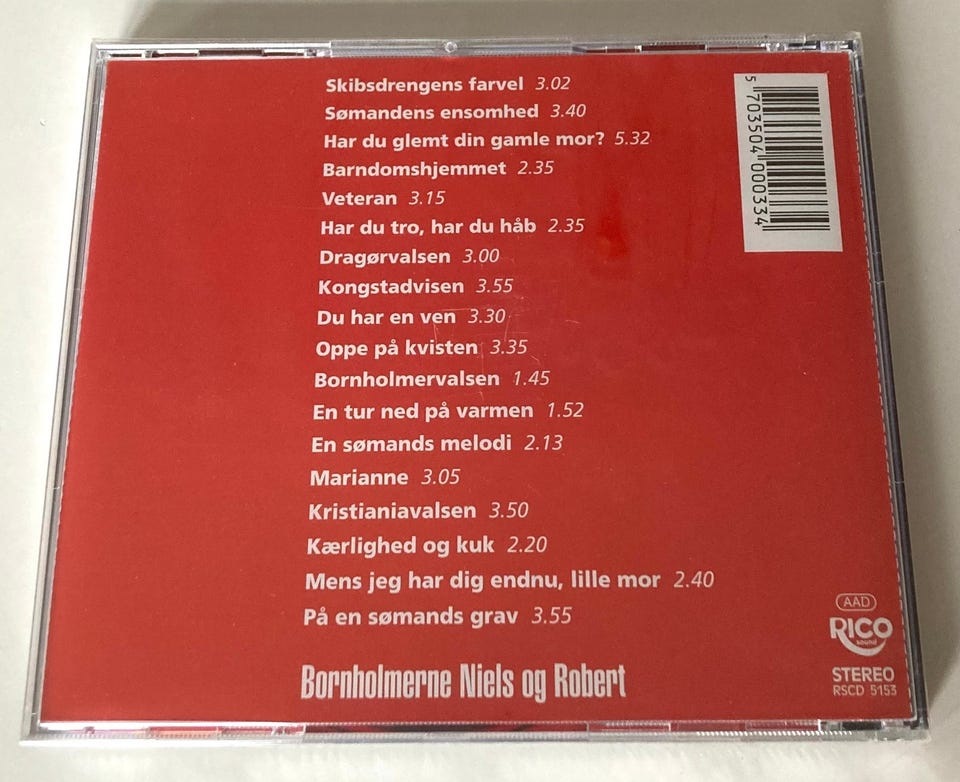 Skibsdrengens farvel 3.02
Sømandens ensomhed 3.40
Har du glemt din gamle mor? 5.32
Barndomshjemmet 2.35
Veteran 3.15
Har du tro, har du håb 2.35
Dragørvalsen 3.00
Kongstadvisen 3.55
Du har en ven 3.30
Oppe på kvisten 3.35
Bornholmervalsen 1.45
En tur ned på varmen 1.52
En sømands melodi 2.13
Marianne 3.05
Kristianiavalsen 3.50
Kærlighed og kuk 2.20
Mens jeg har dig endnu, lille mor 2.40
På en sømands grav 3.55
Bornholmerne Niels og Robert
5 703504 000334
AAD
RICO
sound
STEREO
RSCD 5153